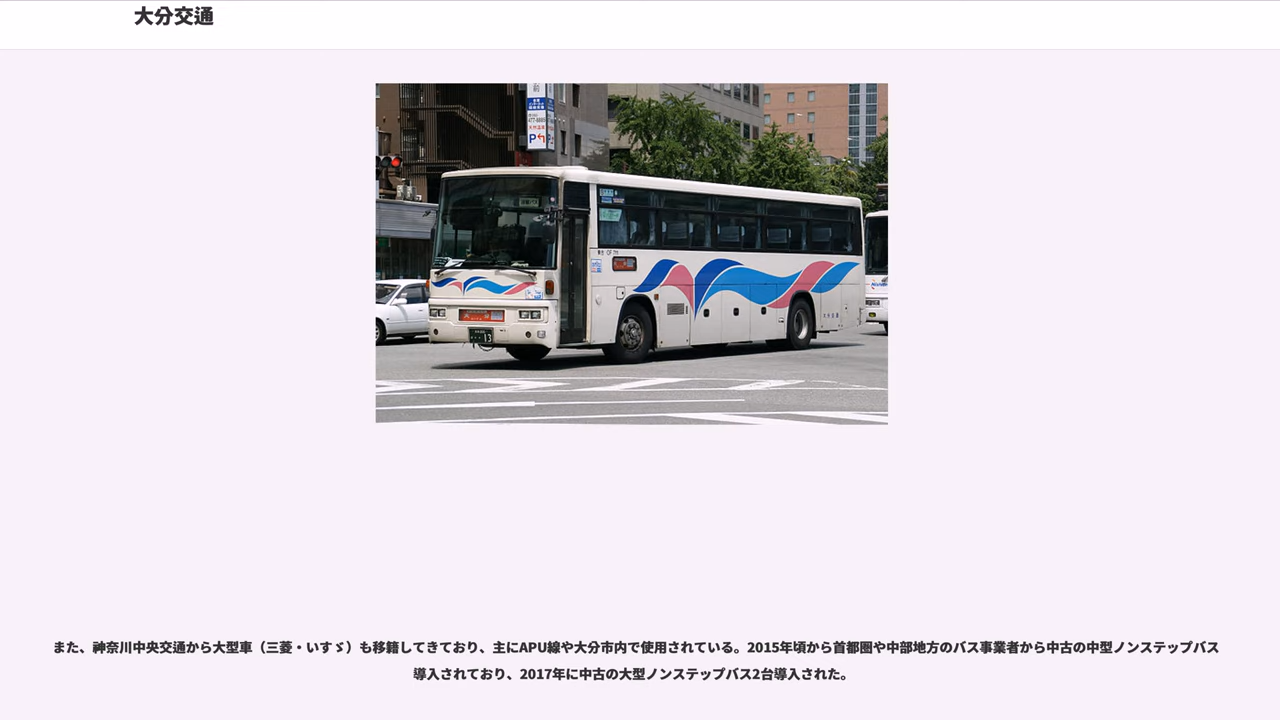 大分交通
P
13
また、神奈川中央交通から大型車（三菱・いすゞ）も移籍してきており、主にAPU線や大分市内で使用されている。2015年頃から首都圏や中部地方のバス事業者から中古の中型ノンステップバス
導入されており、2017年に中古の大型ノンステップバス2台導入された。